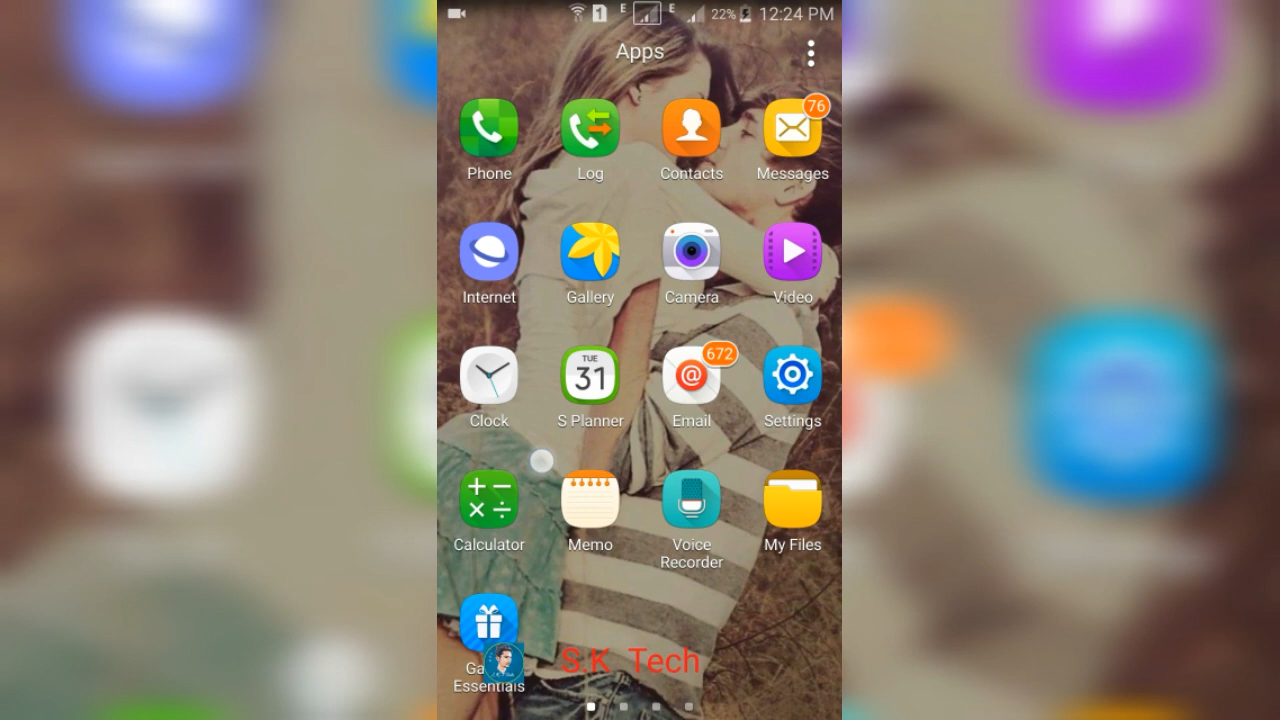 1 E E 22% 12:24 PM
Apps
76
Phone Log Contacts Messages
Internet Gallery Camera Video
TUE
31
672
@
Clock S Planner Email Settings
Calculator Memo Voice Recorder My Files
Ga
Essentials
S.K Tech